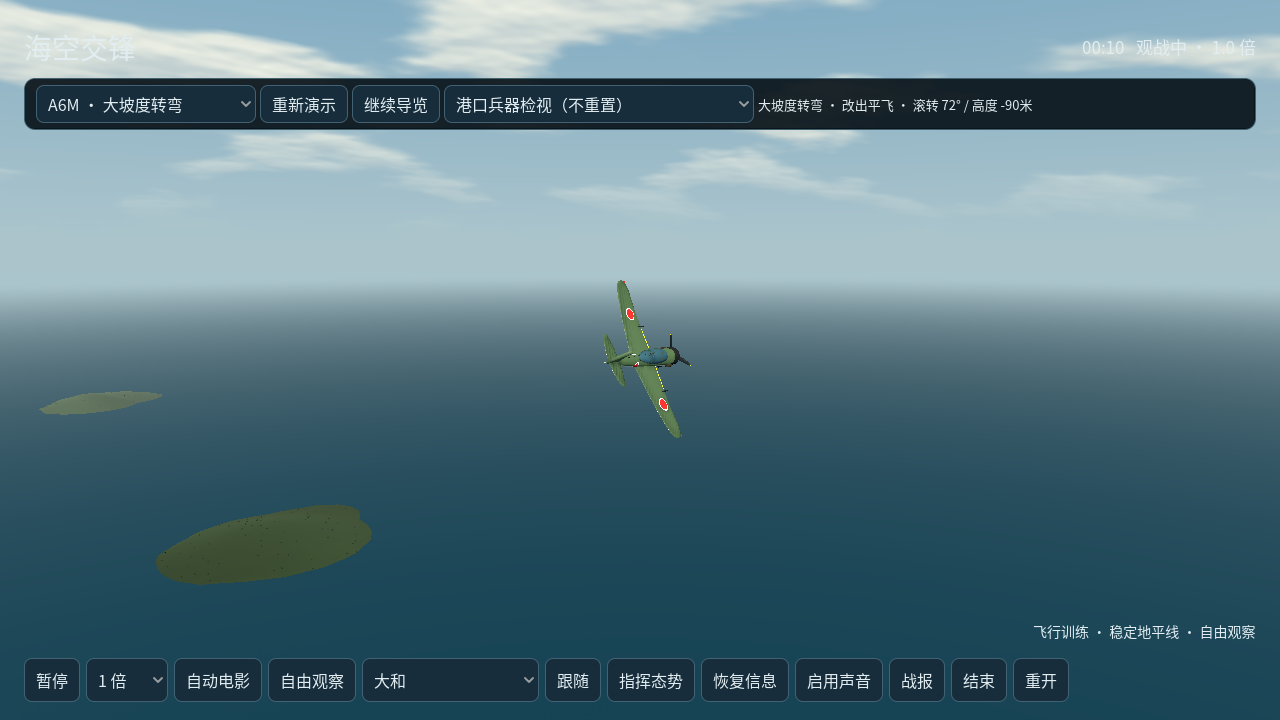 海空交锋
00:10 观战中 · 1.0 倍
A6M · 大坡度转弯
重新演示
继续导览
港口兵器检视（不重置）
大坡度转弯 · 改出平飞 · 滚转 72° / 高度 -90米
飞行训练 · 稳定地平线 · 自由观察
暂停
1 倍
自动电影
自由观察
大和
跟随
指挥态势
恢复信息
启用声音
战报
结束
重开